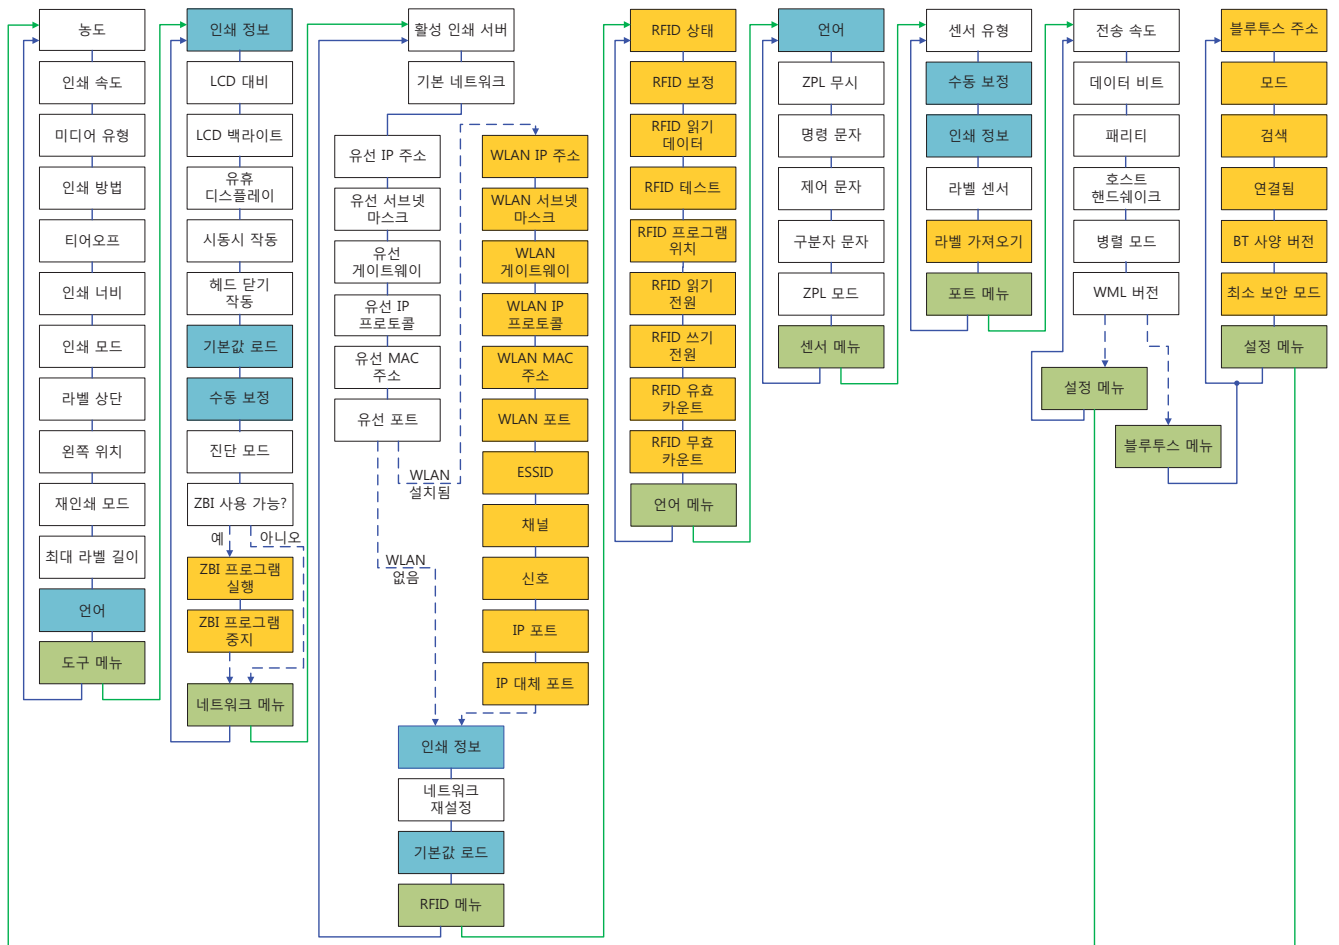 농도
인쇄 속도
미디어 유형
인쇄 방법
티어오프
인쇄 너비
인쇄 모드
라벨 상단
왼쪽 위치
재인쇄 모드
최대 라벨 길이
언어
도구 메뉴
인쇄 정보
LCD 대비
LCD 백라이트
유휴
디스플레이
시동시 작동
헤드 닫기
작동
기본값 로드
수동 보정
진단 모드
ZBI 사용 가능?
예
아니오
ZBI 프로그램
실행
ZBI 프로그램
중지
네트워크 메뉴
활성 인쇄 서버
기본 네트워크
유선 IP 주소
유선 서브넷
마스크
유선
게이트웨이
유선 IP
프로토콜
유선 MAC
주소
유선 포트
WLAN
설치됨
WLAN
없음
WLAN IP 주소
WLAN 서브넷
마스크
WLAN
게이트웨이
WLAN IP
프로토콜
WLAN MAC
주소
WLAN 포트
ESSID
채널
신호
IP 포트
IP 대체 포트
인쇄 정보
네트워크
재설정
기본값 로드
RFID 메뉴
RFID 상태
RFID 보정
RFID 읽기
데이터
RFID 테스트
RFID 프로그램
위치
RFID 읽기
전원
RFID 쓰기
전원
RFID 유효
카운트
RFID 무효
카운트
언어 메뉴
언어
ZPL 무시
명령 문자
제어 문자
구분자 문자
ZPL 모드
센서 메뉴
센서 유형
수동 보정
인쇄 정보
라벨 센서
라벨 가져오기
포트 메뉴
전송 속도
데이터 비트
패리티
호스트
핸드쉐이크
병렬 모드
WML 버전
설정 메뉴
블루투스 메뉴
블루투스 주소
모드
검색
연결됨
BT 사양 버전
최소 보안 모드
설정 메뉴